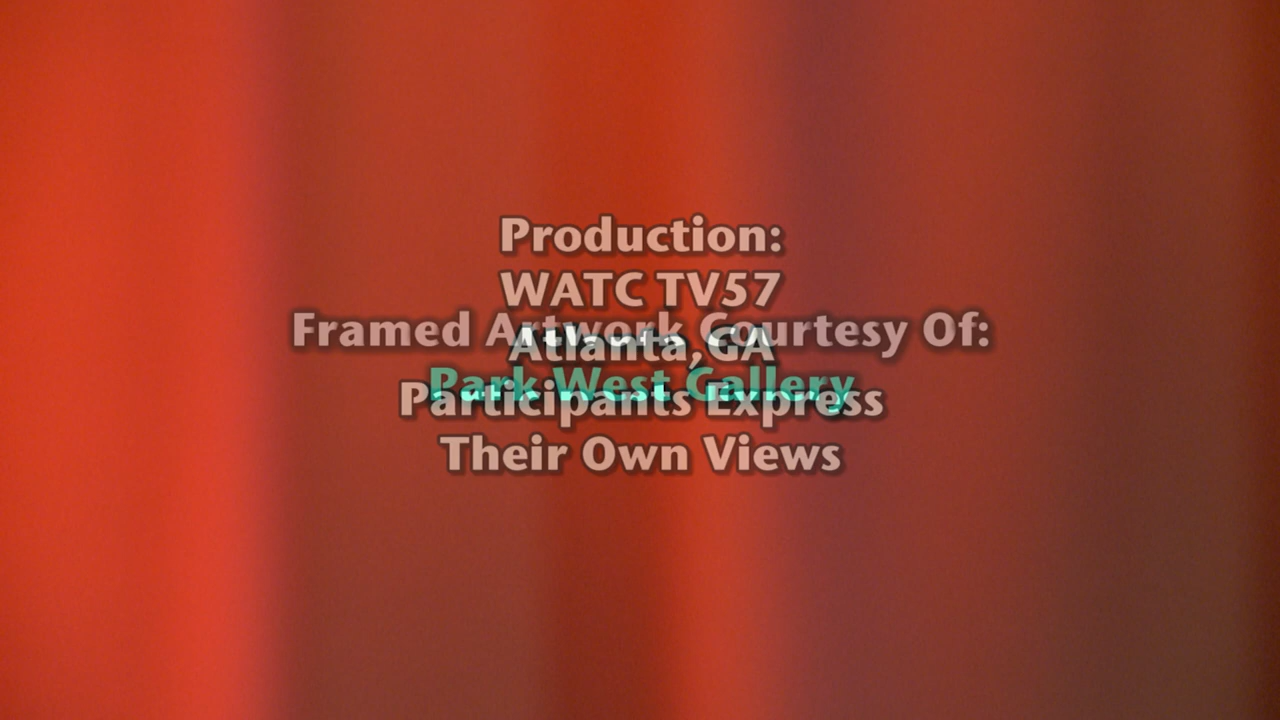 Production:
WATC TV57
Framed Artwork Courtesy Of:
Atlanta, GA
Park West Gallery
Participants Express
Their Own Views